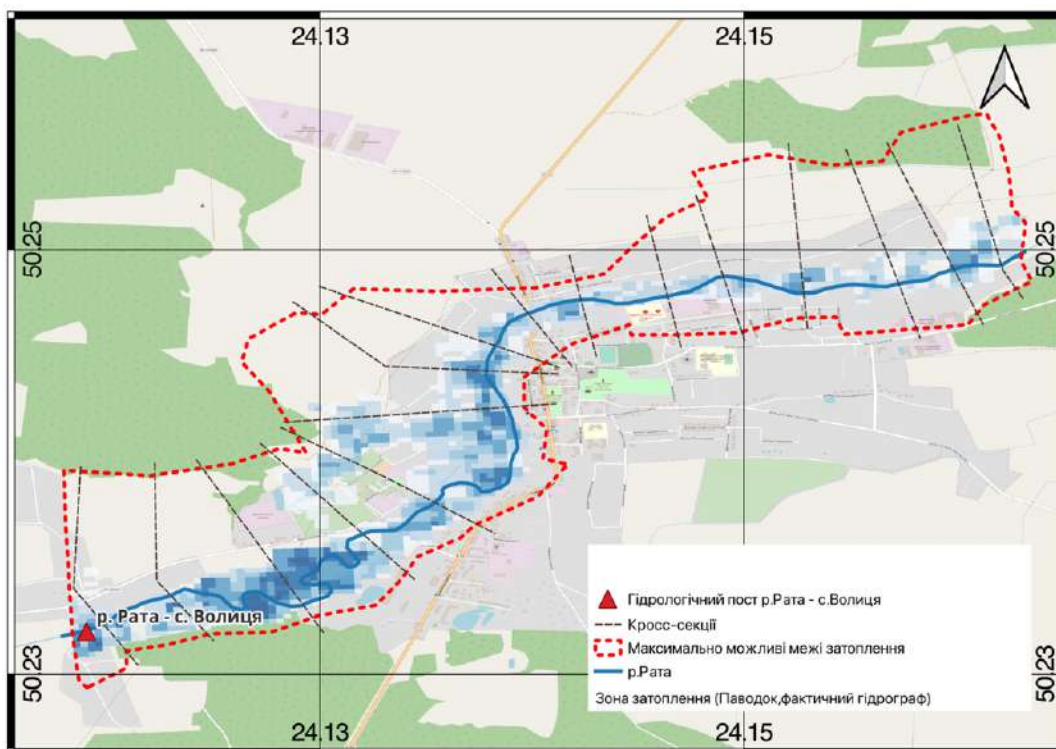 24.13
24.15
50.25
50.25
р. Рата - с. Волиця
Гідрологічний пост р.Рата - с.Волиця
Кросс-секції
Максимально можливі межі затоплення
р.Рата
Зона затоплення (Паводок,фактичний гідрограф)
50.23
50.23
24.13
24.15